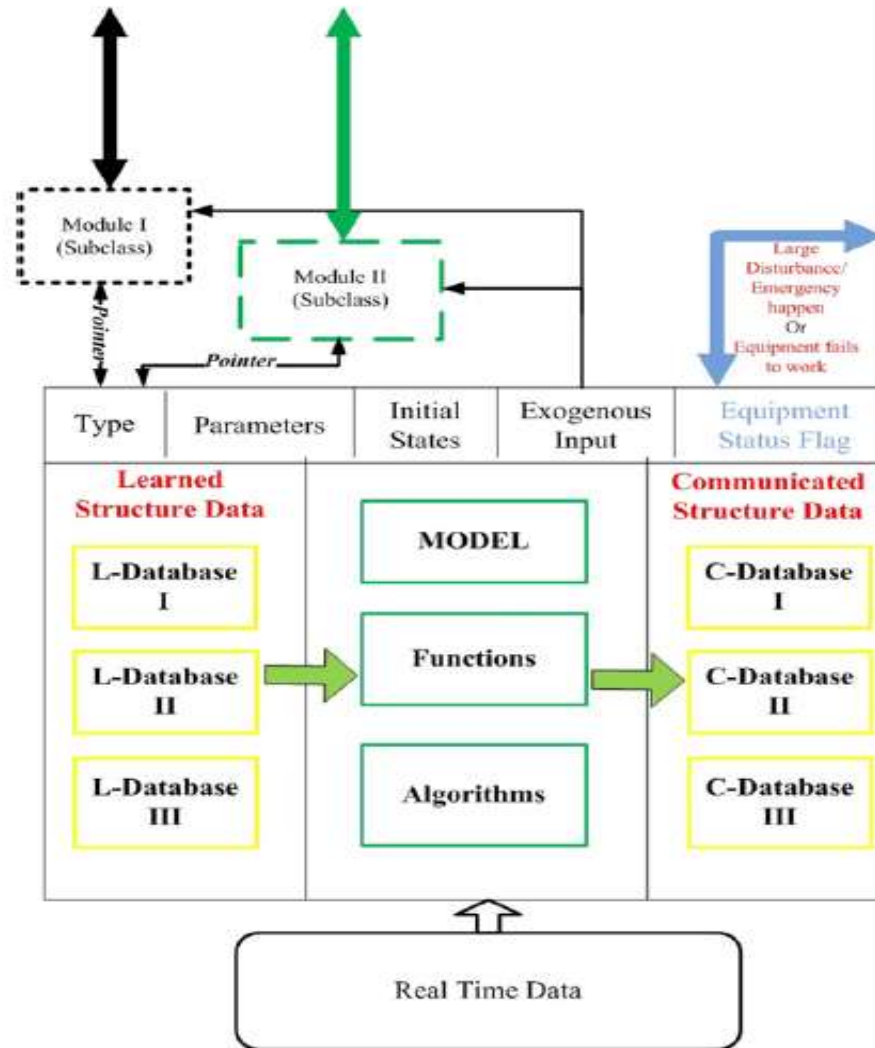 Module I
(Subclass)
Module II
(Subclass)
Pointer
Pointer
Large
Disturbance/
Emergency
happen
Or
Equipment fails
to work
Type
Parameters
Initial
States
Exogenous
Input
Equipment
Status Flag
Learned
Structure Data
L-Database
I
L-Database
II
L-Database
III
MODEL
Functions
Algorithms
Communicated
Structure Data
C-Database
I
C-Database
II
C-Database
III
Real Time Data